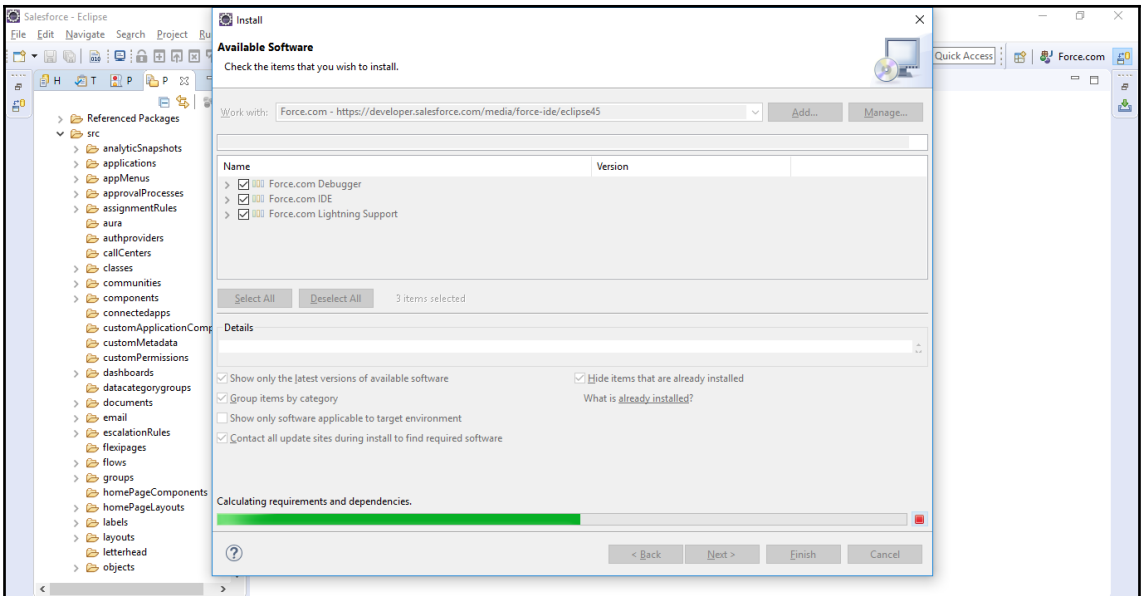 Salesforce - Eclipse
File Edit Navigate Search Project Ru
Quick Access
Force.com
H T P P
Referenced Packages
src
analyticSnapshots
applications
appMenus
approvalProcesses
assignmentRules
aura
authproviders
callCenters
classes
communities
components
connectedapps
customApplicationComp
customMetadata
customPermissions
dashboards
datacategorygroups
documents
email
escalationRules
flexipages
flows
groups
homePageComponents
homePageLayouts
labels
layouts
letterhead
objects
Install
Available Software
Check the items that you wish to install.
Work with: Force.com - https://developer.salesforce.com/media/force-ide/eclipse45 Add... Manage...
Name Version
Force.com Debugger
Force.com IDE
Force.com Lightning Support
Select All Deselect All 3 items selected
Details
Show only the latest versions of available software Hide items that are already installed
Group items by category What is already installed?
Show only software applicable to target environment
Contact all update sites during install to find required software
Calculating requirements and dependencies.
? < Back Next > Finish Cancel